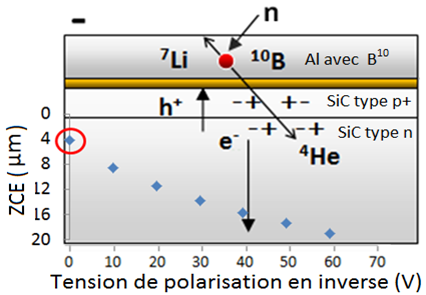 n
–
⁷Li
¹⁰B
Al avec B¹⁰
h⁺
–+ +–
SiC type p+
e⁻
–+ –+
SiC type n
⁴He
ZCE (µm)
0
4
8
12
16
20
0 10 20 30 40 50 60 70
Tension de polarisation en inverse (V)